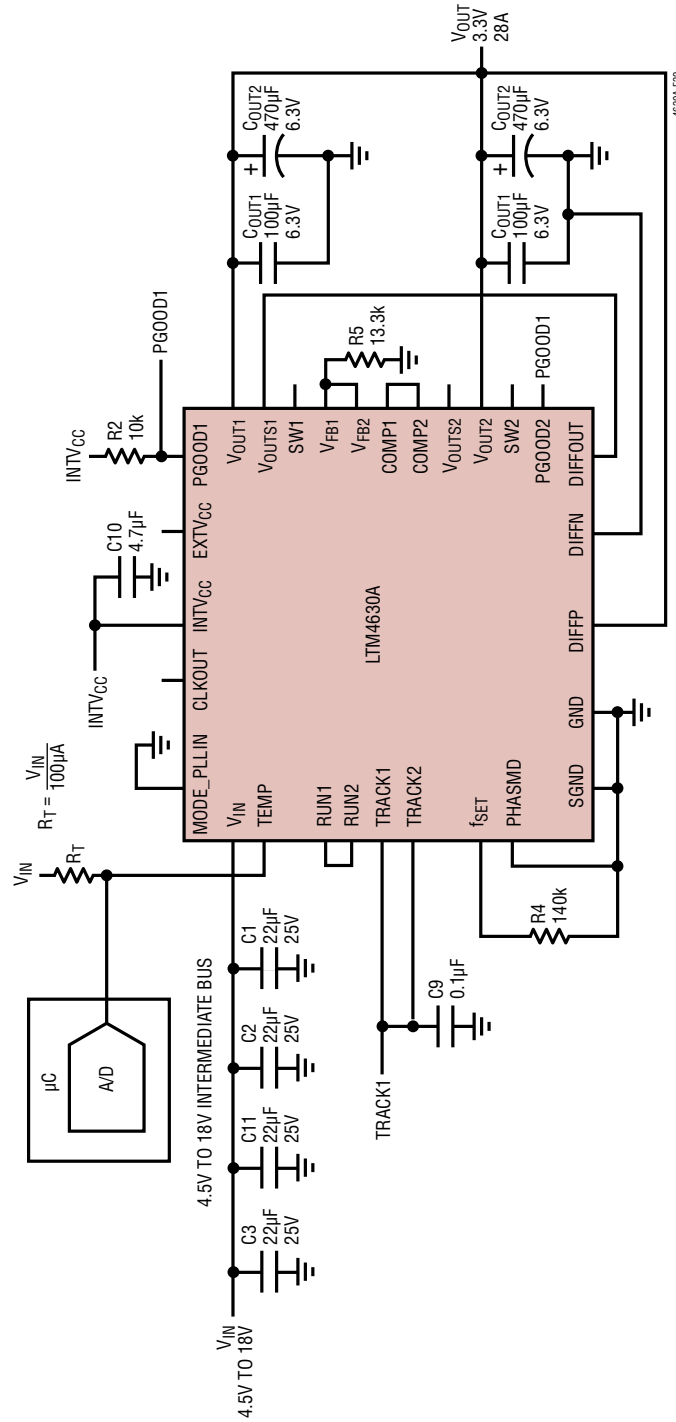 VIN
4.5V TO 18V
4.5V TO 18V INTERMEDIATE BUS
C3
22µF
25V
C11
22µF
25V
C2
22µF
25V
C1
22µF
25V
µC
A/D
VIN
RT
RT = VIN
100µA
INTVCC
C10
4.7µF
INTVCC
R2
10k
PGOOD1
MODE_PLLIN
CLKOUT
INTVCC
EXTVCC
PGOOD1
VIN
TEMP
RUN1
RUN2
TRACK1
TRACK2
fSET
PHASMD
LTM4630A
VOUT1
VOUTS1
SW1
VFB1
VFB2
COMP1
COMP2
VOUTS2
VOUT2
SW2
PGOOD2
SGND
GND
DIFFP
DIFFN
DIFFOUT
TRACK1
C9
0.1µF
R4
140k
R5
13.3k
PGOOD1
COUT1
100µF
6.3V
COUT2
470µF
6.3V
+
COUT1
100µF
6.3V
COUT2
470µF
6.3V
+
VOUT
3.3V
28A